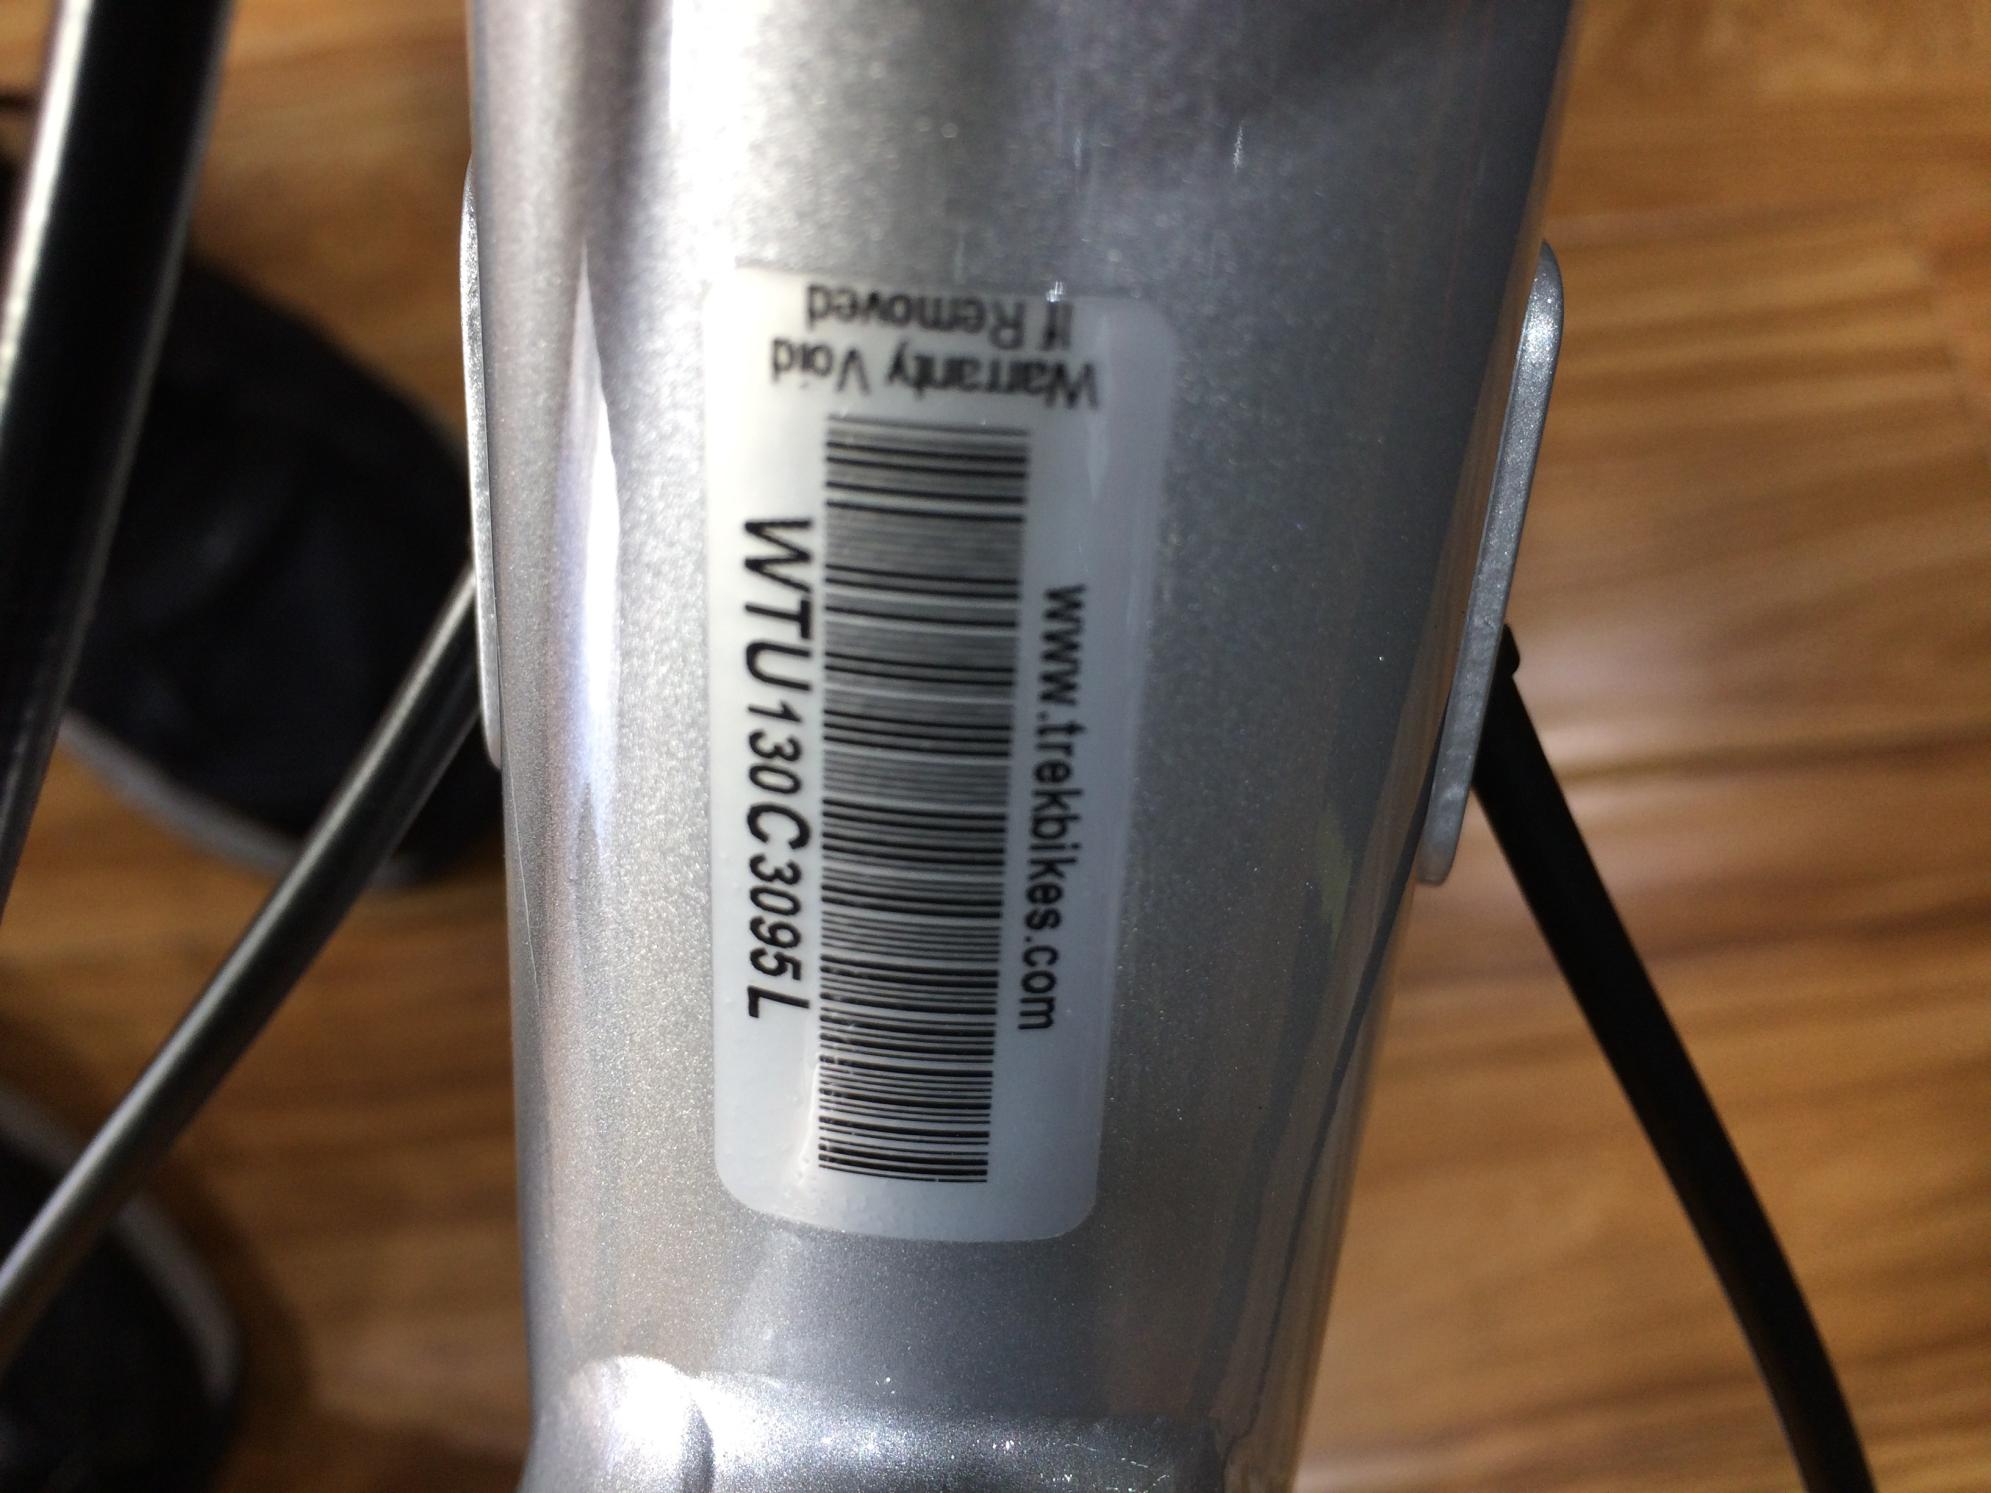 Warranty Void
If Removed
www.trekbikes.com
WTU130C3095L